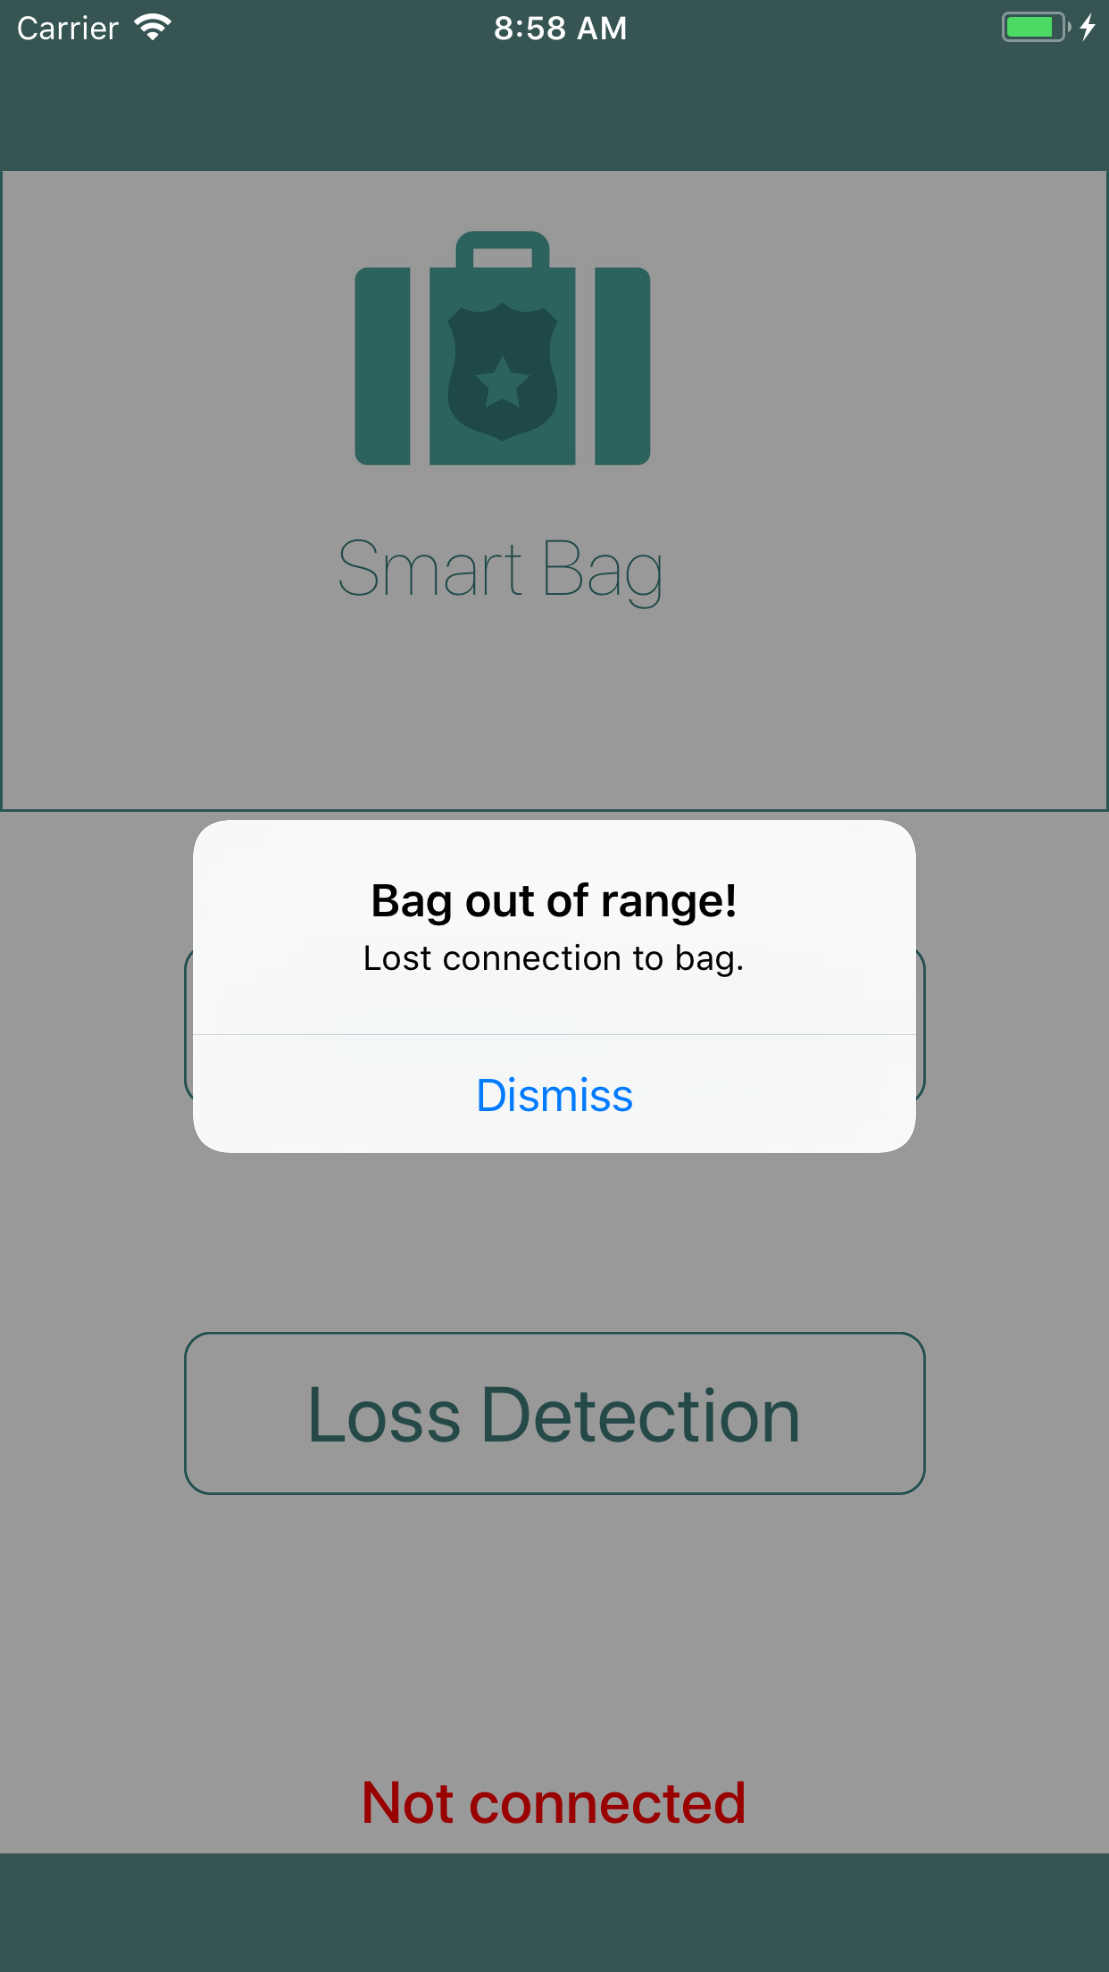 Carrier 8:58 AM
Smart Bag
Bag out of range!
Lost connection to bag.
Dismiss
Loss Detection
Not connected